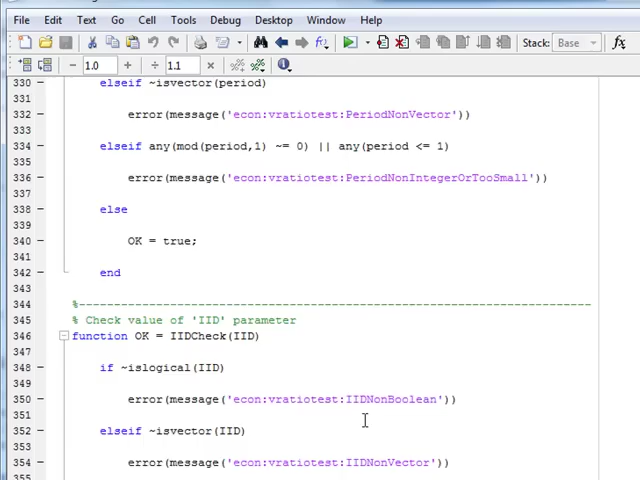 File Edit Text Go Cell Tools Debug Desktop Window Help
Stack: Base fx
1.0 1.1
330 elseif ~isvector(period)
331
332 error(message('econ:vratiotest:PeriodNonVector'))
333
334 elseif any(mod(period,1) ~= 0) || any(period <= 1)
335
336 error(message('econ:vratiotest:PeriodNonIntegerOrTooSmall'))
337
338 else
339
340 OK = true;
341
342 end
343
344 %-------------------------------------------------------------------------
345 % Check value of 'IID' parameter
346 function OK = IIDCheck(IID)
347
348 if ~islogical(IID)
349
350 error(message('econ:vratiotest:IIDNonBoolean'))
351
352 elseif ~isvector(IID)
353
354 error(message('econ:vratiotest:IIDNonVector'))
355